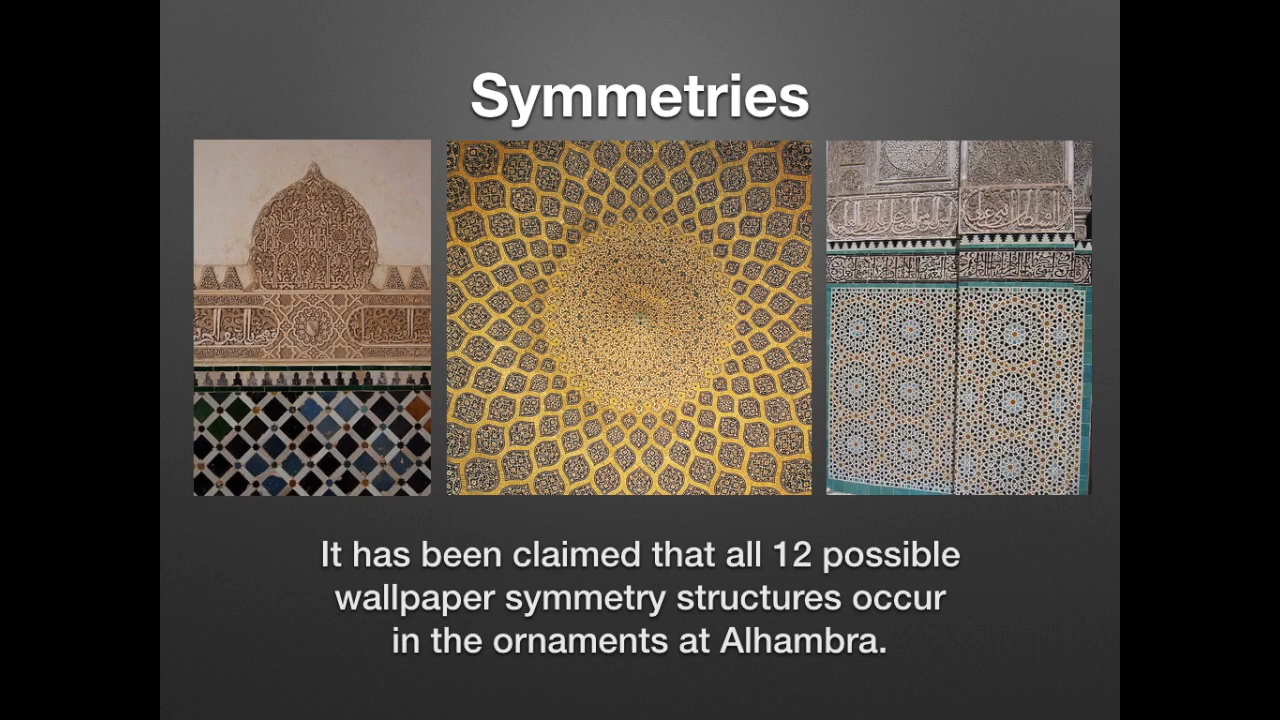 Symmetries
It has been claimed that all 12 possible
wallpaper symmetry structures occur
in the ornaments at Alhambra.